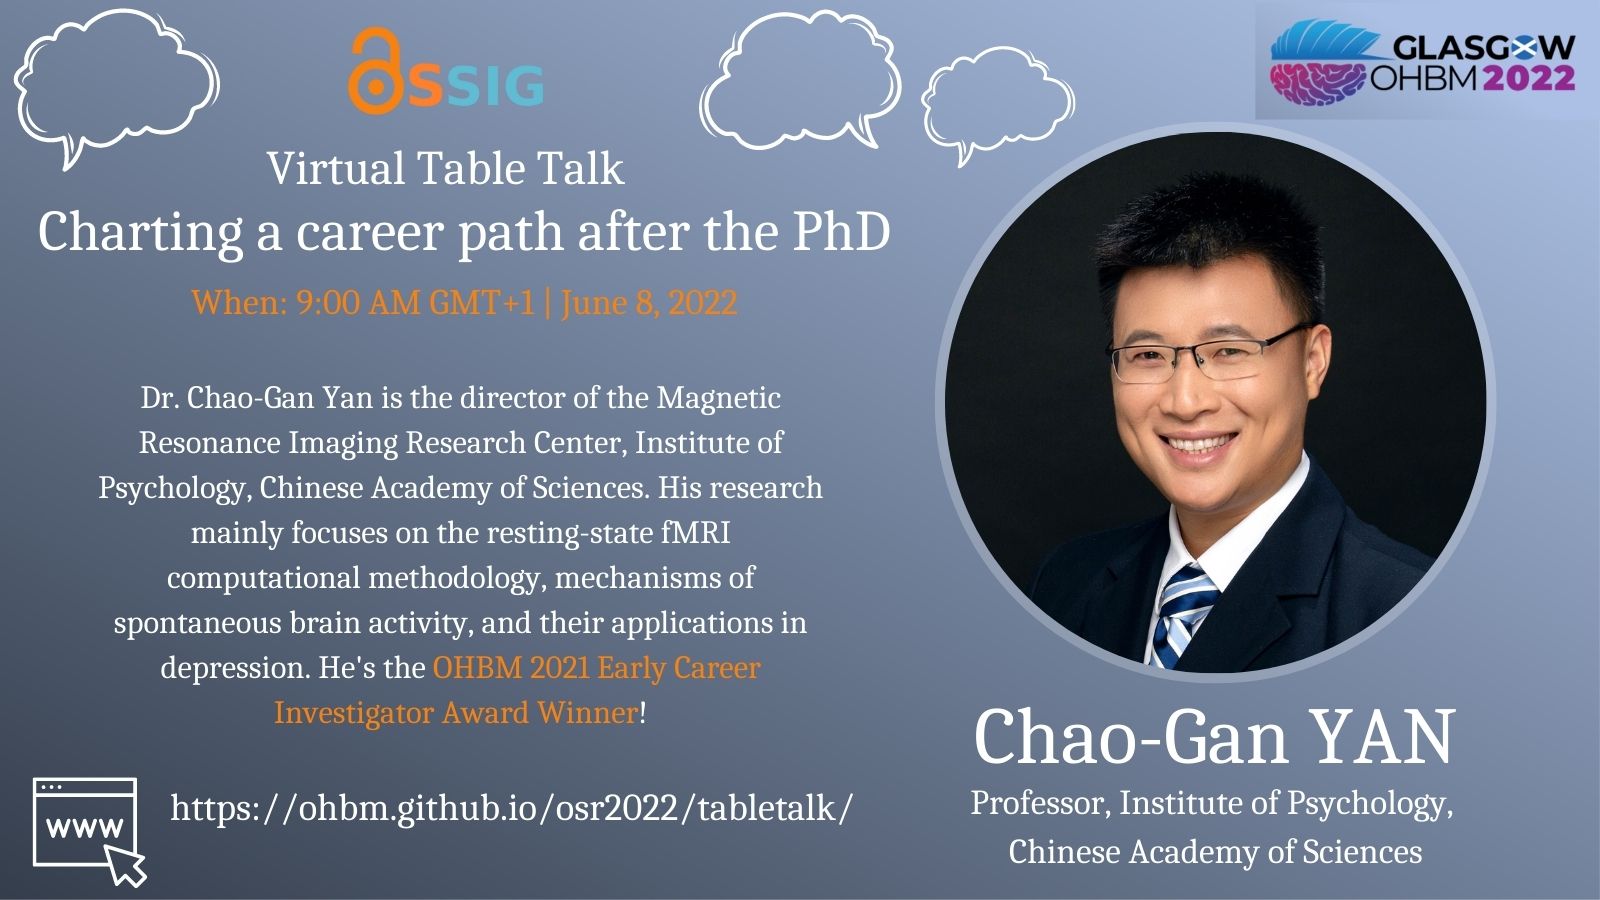 SSIG
GLASGOW
OHBM 2022
Virtual Table Talk
Charting a career path after the PhD
When: 9:00 AM GMT+1 | June 8, 2022
Dr. Chao-Gan Yan is the director of the Magnetic
Resonance Imaging Research Center, Institute of
Psychology, Chinese Academy of Sciences. His research
mainly focuses on the resting-state fMRI
computational methodology, mechanisms of
spontaneous brain activity, and their applications in
depression. He's the OHBM 2021 Early Career
Investigator Award Winner!
www
https://ohbm.github.io/osr2022/tabletalk/
Chao-Gan YAN
Professor, Institute of Psychology,
Chinese Academy of Sciences